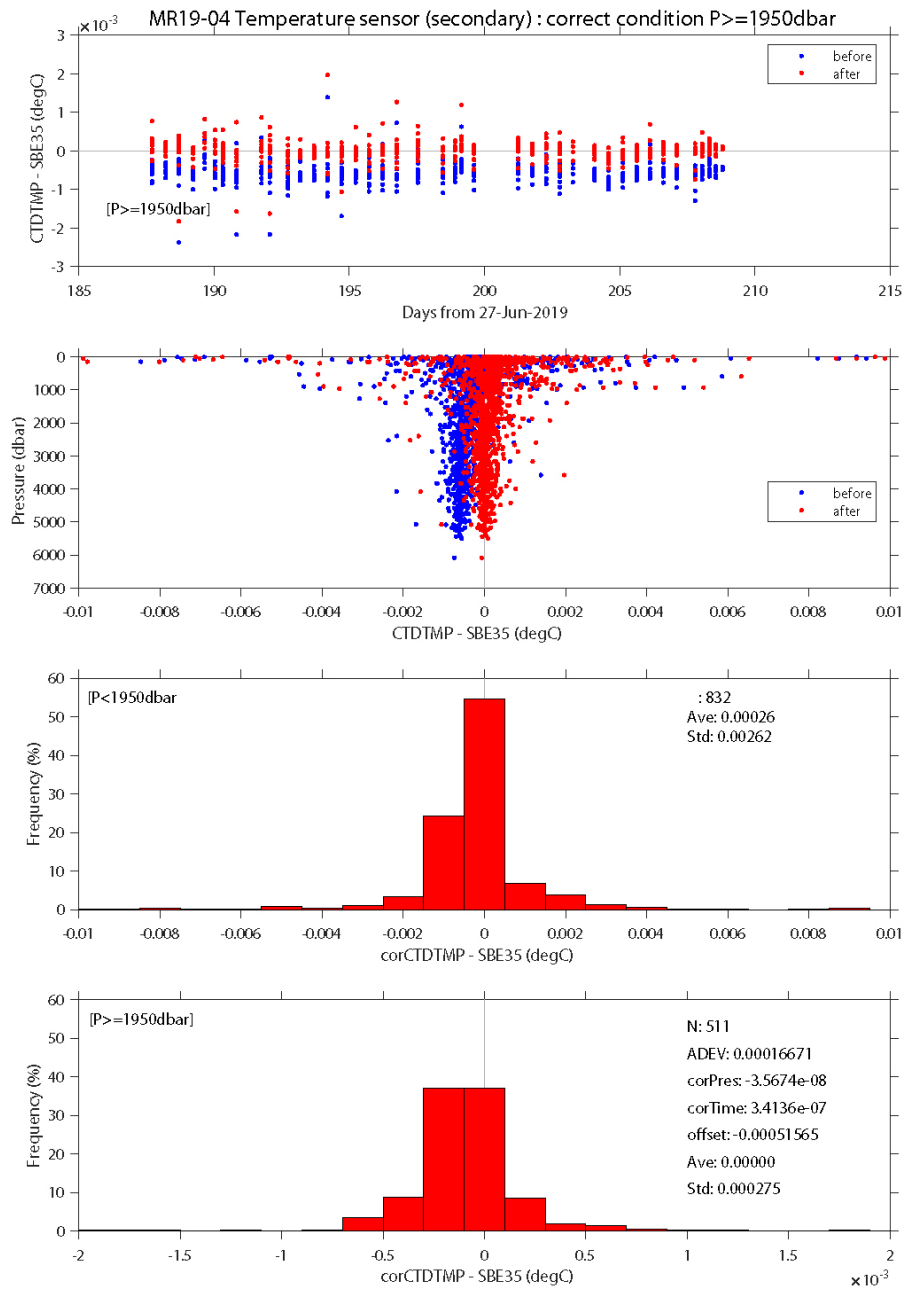 MR19-04 Temperature sensor (secondary) : correct condition P>=1950dbar
×10⁻³
3
2
1
0
-1
-2
-3
CTDTMP - SBE35 (degC)
before
after
[P>=1950dbar]
185 190 195 200 205 210 215
Days from 27-Jun-2019
0
1000
2000
3000
4000
5000
6000
7000
Pressure (dbar)
before
after
-0.01 -0.008 -0.006 -0.004 -0.002 0 0.002 0.004 0.006 0.008 0.01
CTDTMP - SBE35 (degC)
60
50
40
30
20
10
0
Frequency (%)
[P<1950dbar
: 832
Ave: 0.00026
Std: 0.00262
-0.01 -0.008 -0.006 -0.004 -0.002 0 0.002 0.004 0.006 0.008 0.01
corCTDTMP - SBE35 (degC)
60
50
40
30
20
10
0
Frequency (%)
[P>=1950dbar]
N: 511
ADEV: 0.00016671
corPres: -3.5674e-08
corTime: 3.4136e-07
offset: -0.00051565
Ave: 0.00000
Std: 0.000275
-2 -1.5 -1 -0.5 0 0.5 1 1.5 2
corCTDTMP - SBE35 (degC)
×10⁻³